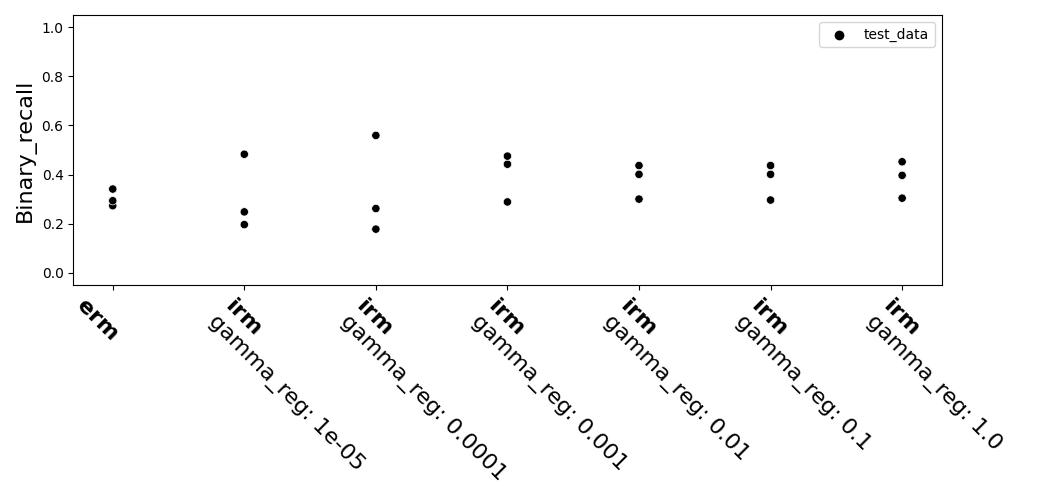 1.0
0.8
0.6
0.4
0.2
0.0
Binary_recall
test_data
erm
irm
gamma_reg: 1e-05
irm
gamma_reg: 0.0001
irm
gamma_reg: 0.001
irm
gamma_reg: 0.01
irm
gamma_reg: 0.1
irm
gamma_reg: 1.0